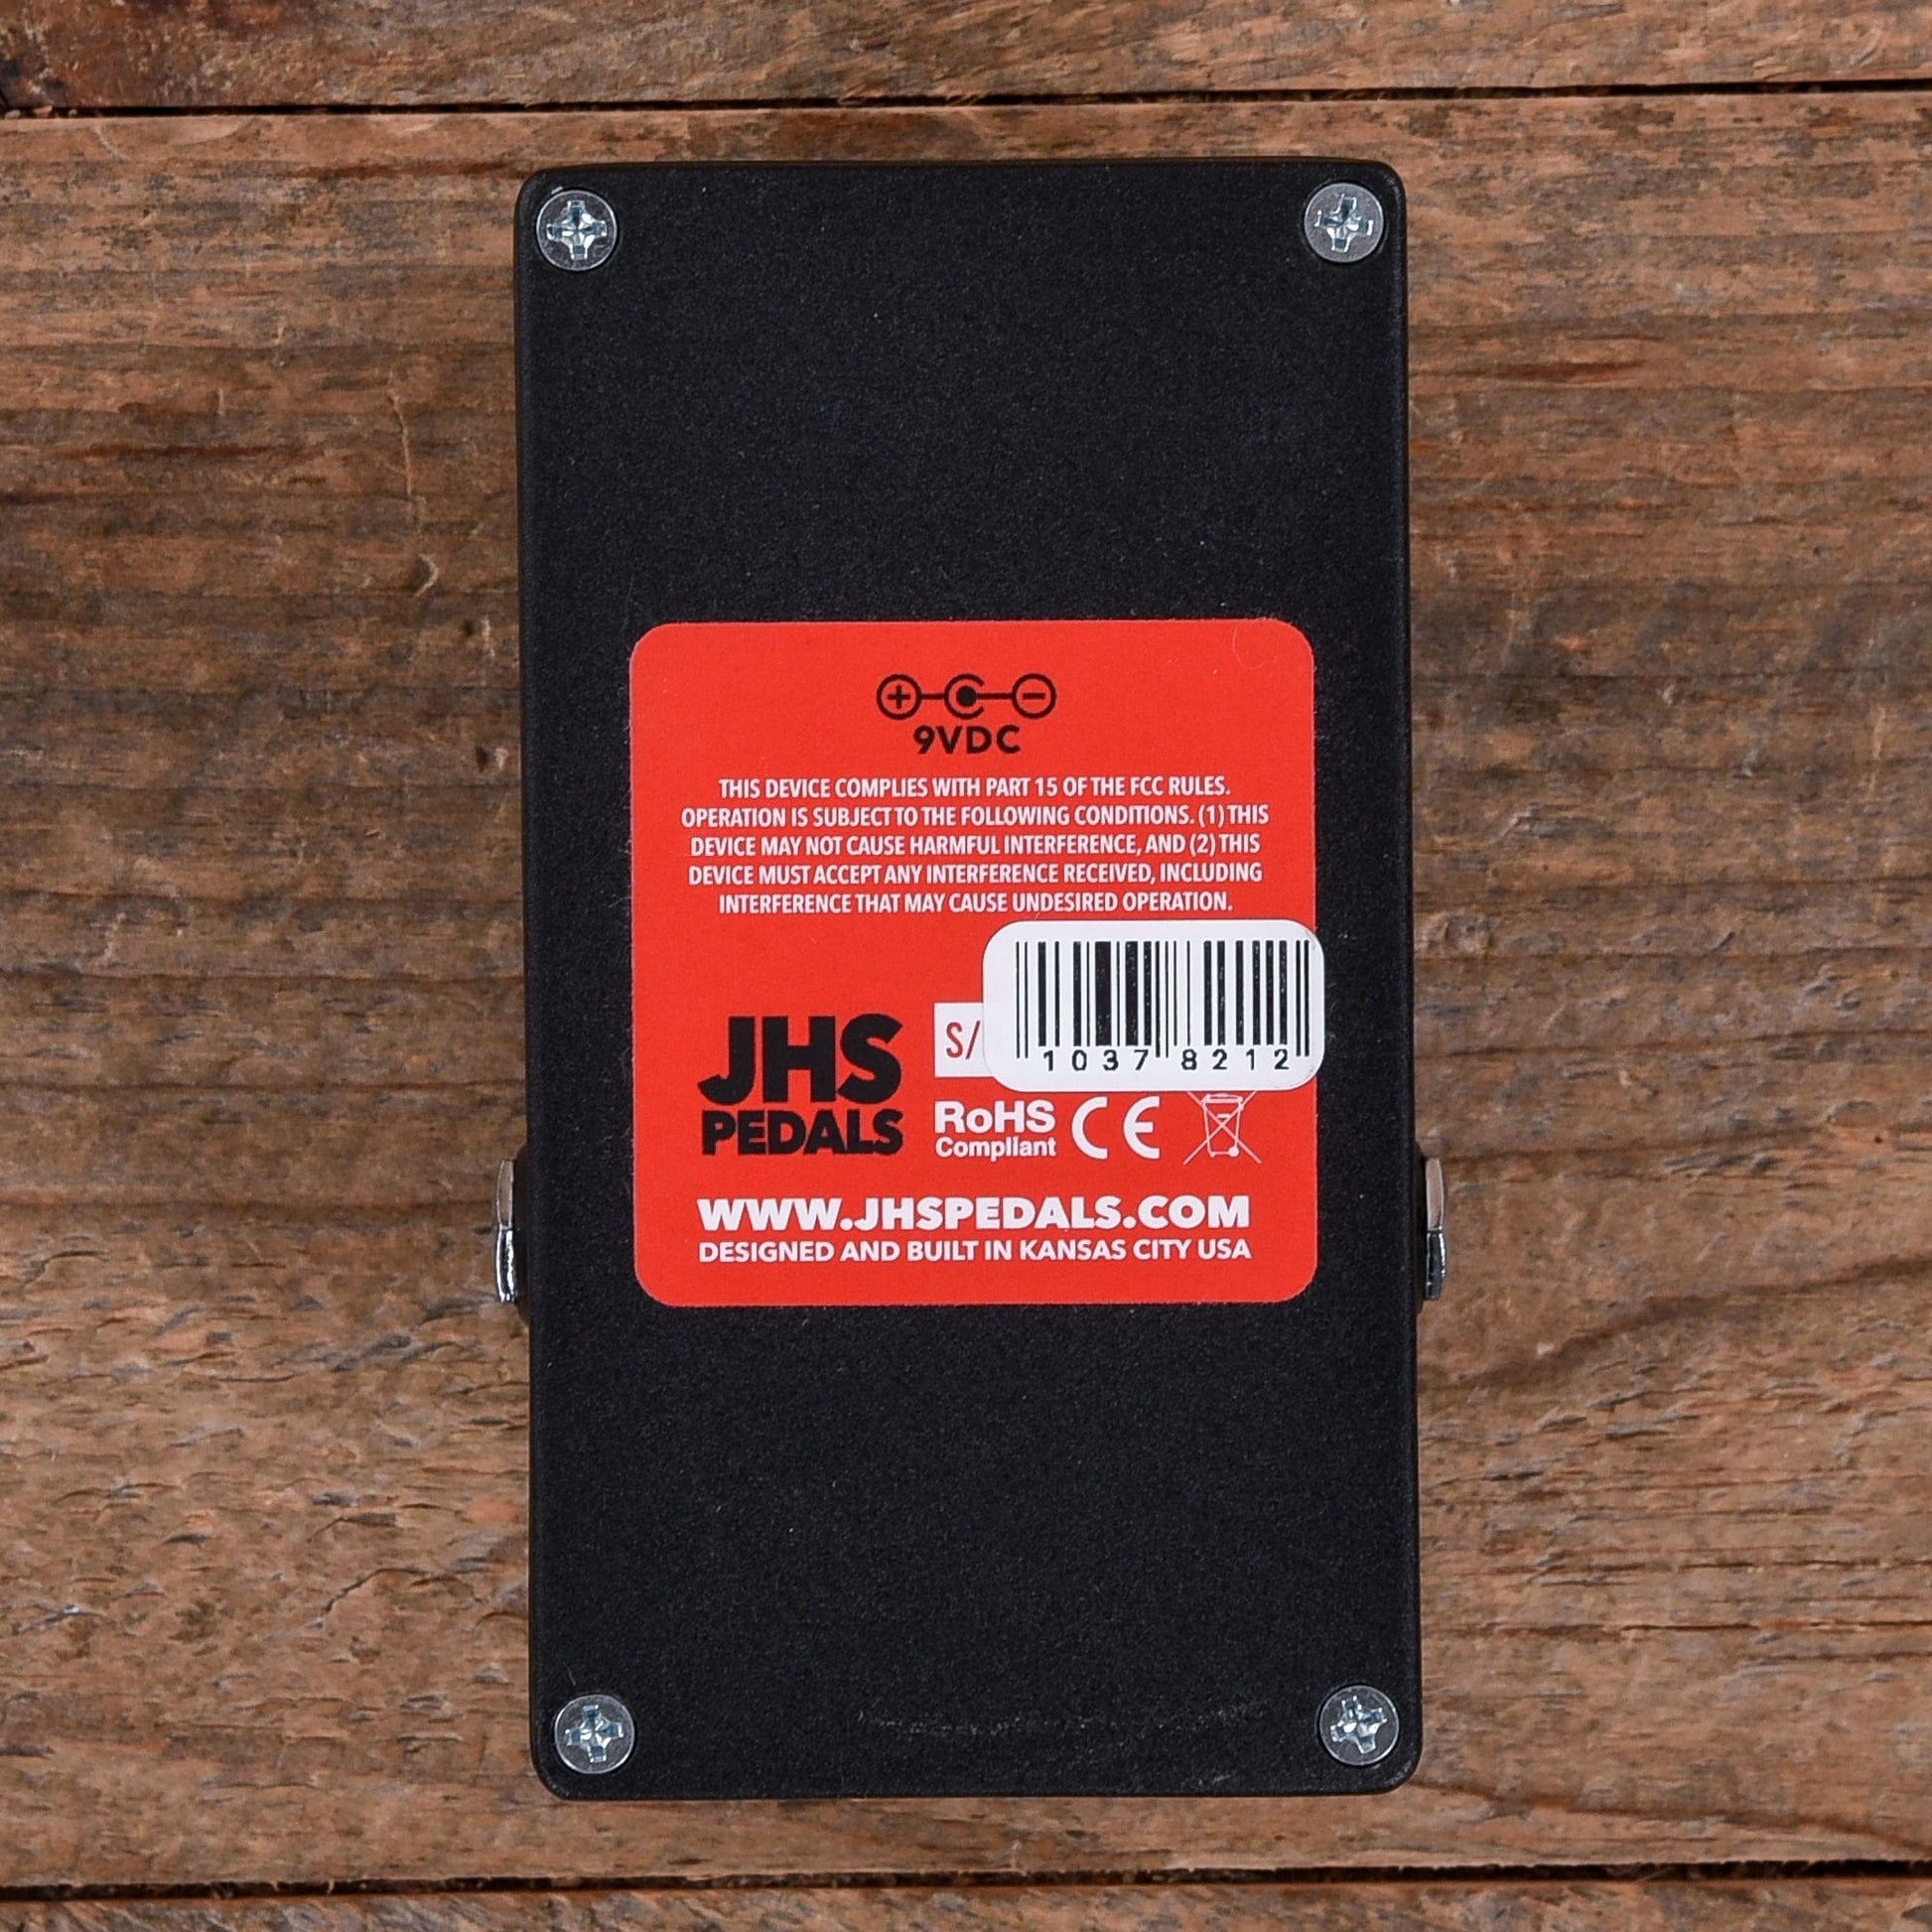 9VDC
THIS DEVICE COMPLIES WITH PART 15 OF THE FCC RULES.
OPERATION IS SUBJECT TO THE FOLLOWING CONDITIONS. (1) THIS
DEVICE MAY NOT CAUSE HARMFUL INTERFERENCE, AND (2) THIS
DEVICE MUST ACCEPT ANY INTERFERENCE RECEIVED, INCLUDING
INTERFERENCE THAT MAY CAUSE UNDESIRED OPERATION.
S/
1037 8212
JHS
PEDALS
RoHS
Compliant
CE
WWW.JHSPEDALS.COM
DESIGNED AND BUILT IN KANSAS CITY USA